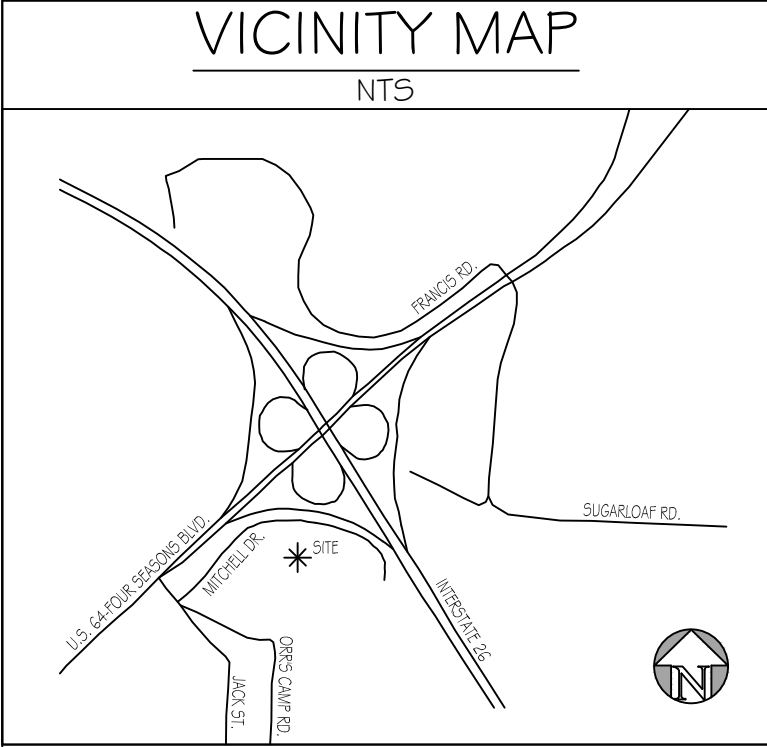 VICINITY MAP
NTS
FRANCIS RD.
SUGARLOAF RD.
U.S. 64-FOUR SEASONS BLVD.
MITCHELL DR.
SITE
INTERSTATE 26
ORR'S CAMP RD.
JACK ST.
N